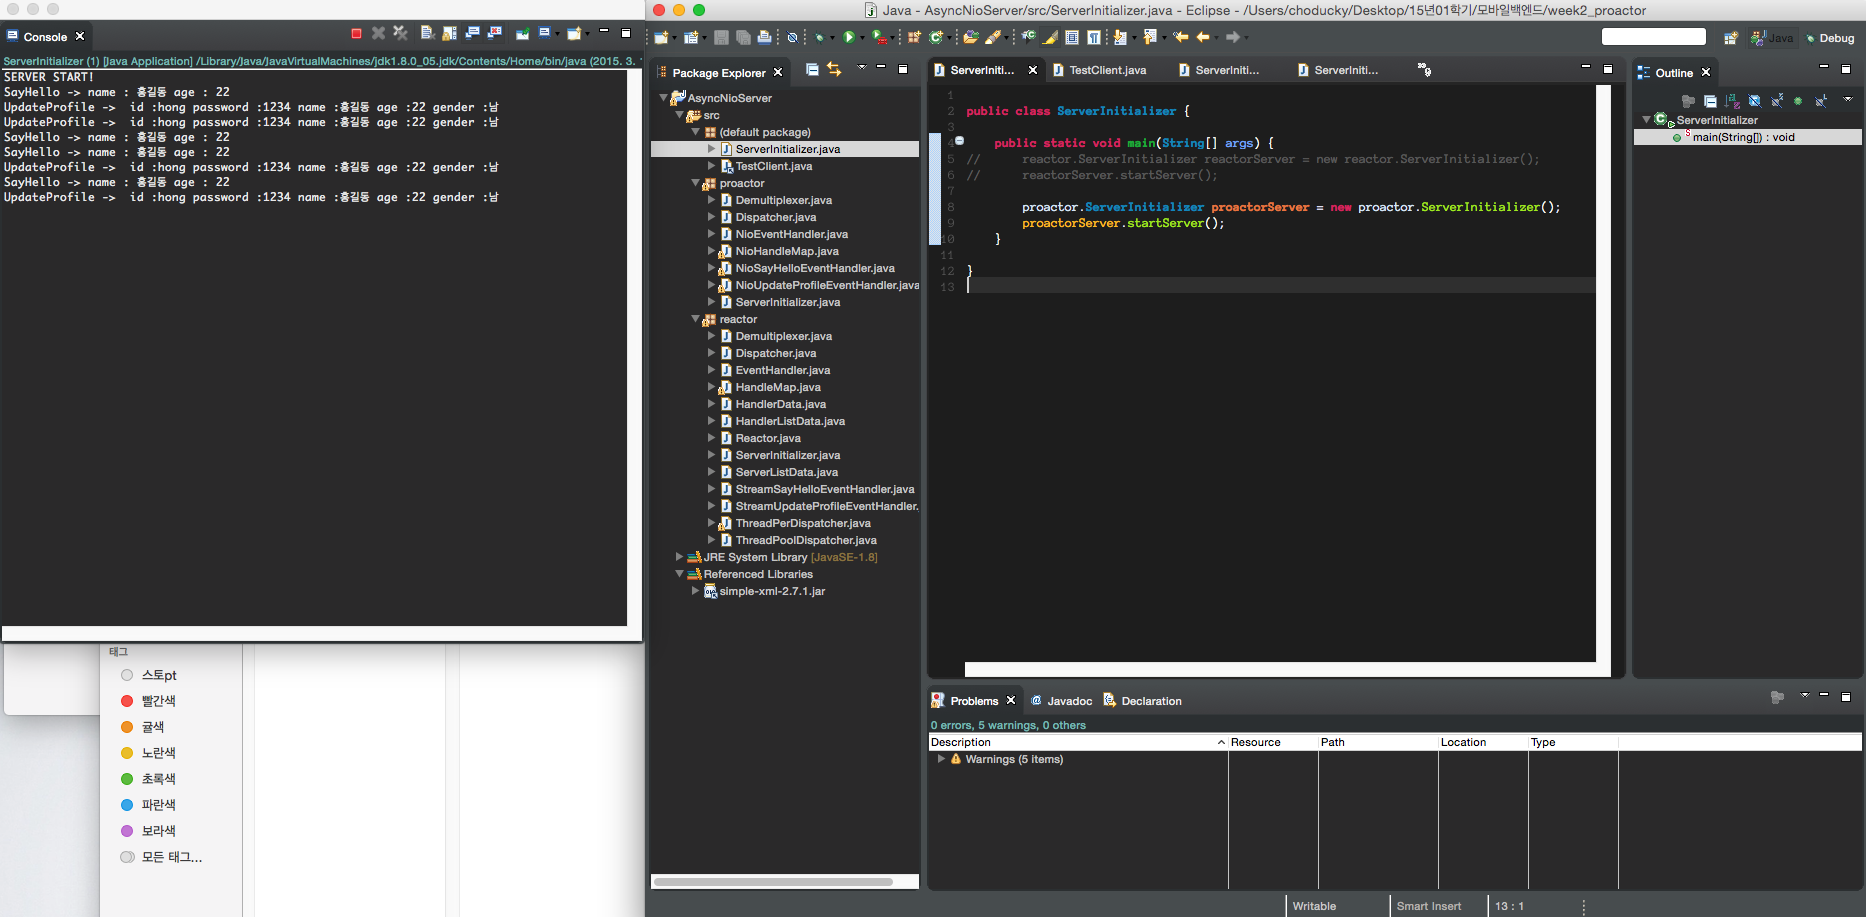 Console
ServerInitializer (1) [Java Application] /Library/Java/JavaVirtualMachines/jdk1.8.0_05.jdk/Contents/Home/bin/java (2015. 3.
SERVER START!
SayHello -> name : 홍길동 age : 22
UpdateProfile ->  id :hong password :1234 name :홍길동 age :22 gender :남
UpdateProfile ->  id :hong password :1234 name :홍길동 age :22 gender :남
SayHello -> name : 홍길동 age : 22
SayHello -> name : 홍길동 age : 22
UpdateProfile ->  id :hong password :1234 name :홍길동 age :22 gender :남
SayHello -> name : 홍길동 age : 22
UpdateProfile ->  id :hong password :1234 name :홍길동 age :22 gender :남
태그
스토pt
빨간색
귤색
노란색
초록색
파란색
보라색
모든 태그...
Java - AsyncNioServer/src/ServerInitializer.java - Eclipse - /Users/choducky/Desktop/15년01학기/모바일백엔드/week2_proactor
Java
Debug
Package Explorer
AsyncNioServer
src
(default package)
ServerInitializer.java
TestClient.java
proactor
Demultiplexer.java
Dispatcher.java
NioEventHandler.java
NioHandleMap.java
NioSayHelloEventHandler.java
NioUpdateProfileEventHandler.java
ServerInitializer.java
reactor
Demultiplexer.java
Dispatcher.java
EventHandler.java
HandleMap.java
HandlerData.java
HandlerListData.java
Reactor.java
ServerInitializer.java
ServerListData.java
StreamSayHelloEventHandler.java
StreamUpdateProfileEventHandler.
ThreadPerDispatcher.java
ThreadPoolDispatcher.java
JRE System Library [JavaSE-1.8]
Referenced Libraries
simple-xml-2.7.1.jar
ServerIniti... TestClient.java ServerIniti... ServerIniti... »9
1
2 public class ServerInitializer {
3
4 public static void main(String[] args) {
5 // reactor.ServerInitializer reactorServer = new reactor.ServerInitializer();
6 // reactorServer.startServer();
7
8 proactor.ServerInitializer proactorServer = new proactor.ServerInitializer();
9 proactorServer.startServer();
10 }
11
12 }
13
Outline
ServerInitializer
main(String[]) : void
Problems Javadoc Declaration
0 errors, 5 warnings, 0 others
Description Resource Path Location Type
Warnings (5 items)
Writable Smart Insert 13 : 1